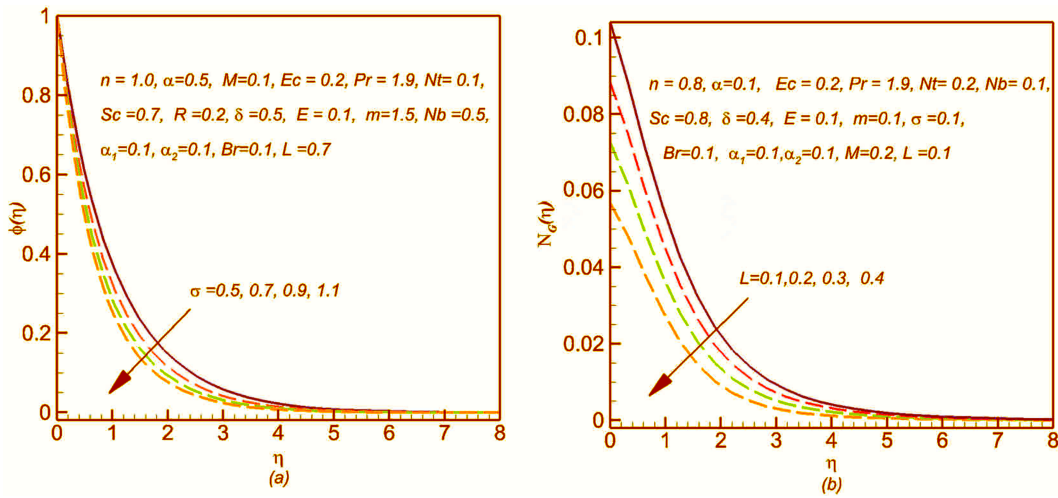 1
0.8
0.6
0.4
0.2
0
ϕ(η)
n = 1.0, α=0.5, M=0.1, Ec = 0.2, Pr = 1.9, Nt = 0.1,
Sc =0.7, R =0.2, δ =0.5, E = 0.1, m=1.5, Nb =0.5,
α₁=0.1, α₂=0.1, Br=0.1, L =0.7
σ =0.5, 0.7, 0.9, 1.1
0 1 2 3 4 5 6 7 8
η
(a)
0.1
0.08
0.06
0.04
0.02
0
N_G(η)
n = 0.8, α=0.1, Ec = 0.2, Pr = 1.9, Nt= 0.2, Nb= 0.1,
Sc =0.8, δ =0.4, E = 0.1, m=0.1, σ =0.1,
Br=0.1, α₁=0.1,α₂=0.1, M=0.2, L =0.1
L=0.1,0.2, 0.3, 0.4
0 1 2 3 4 5 6 7 8
η
(b)